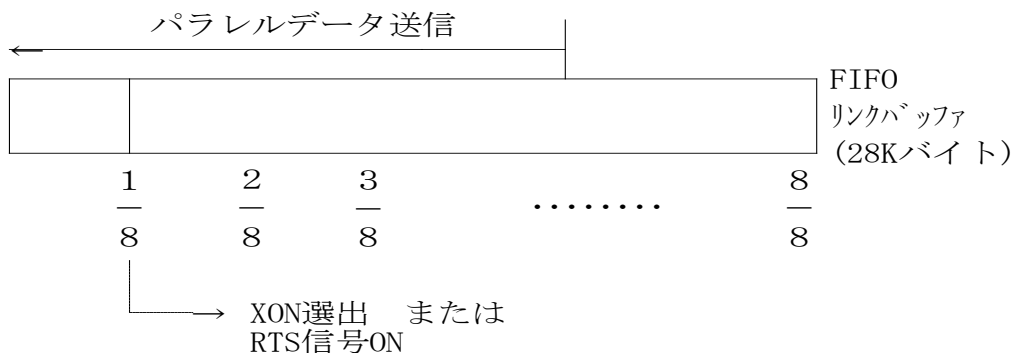 パラレルデータ送信
FIFO
リンクバッファ
(28Kバイト)
1/8 2/8 3/8 ········ 8/8
XON選出 または
RTS信号ON